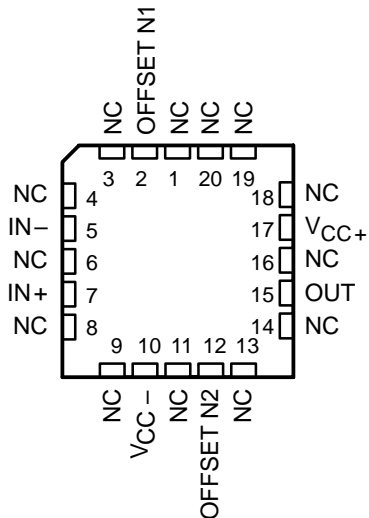 NC
OFFSET N1
NC
NC
NC
3
2
1
20
19
NC
4
18
NC
IN−
5
17
VCC+
NC
6
16
NC
IN+
7
15
OUT
NC
8
14
NC
9
10
11
12
13
NC
VCC −
NC
OFFSET N2
NC